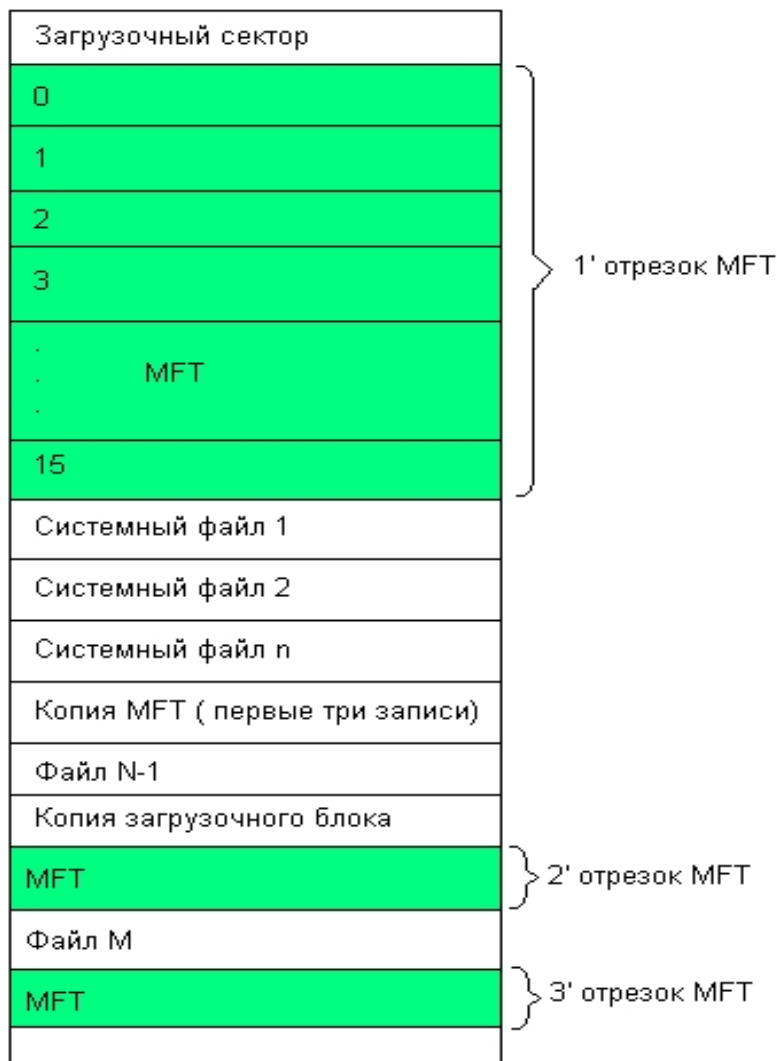 Загрузочный сектор
0
1
2
3
1' отрезок MFT
.
. MFT
.
15
Системный файл 1
Системный файл 2
Системный файл n
Копия MFT ( первые три записи)
Файл N-1
Копия загрузочного блока
MFT
2' отрезок MFT
Файл M
MFT
3' отрезок MFT